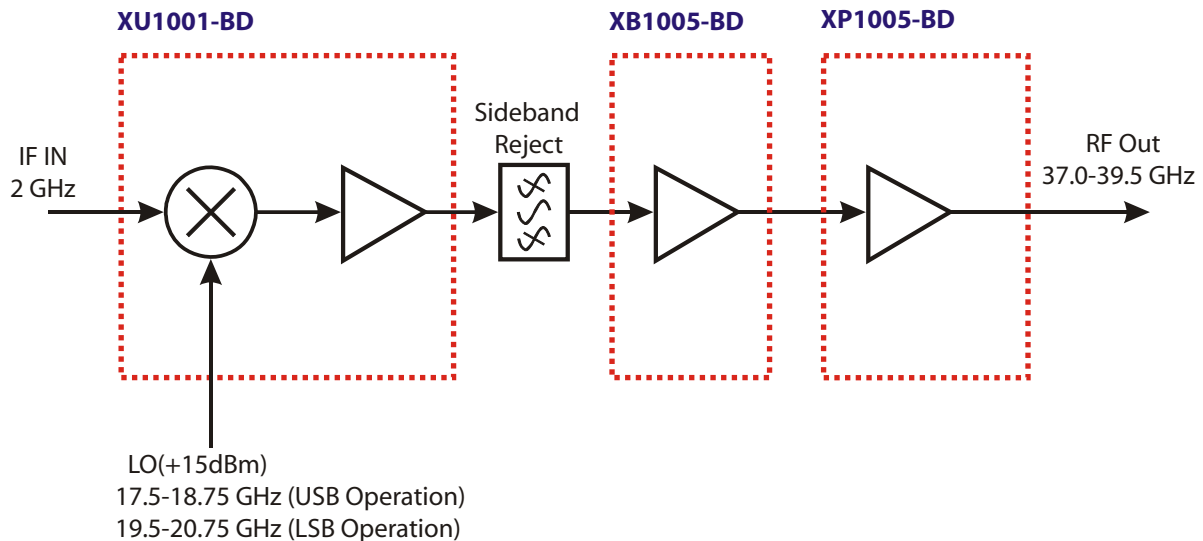 XU1001-BD
XB1005-BD
XP1005-BD
Sideband
Reject
IF IN
2 GHz
RF Out
37.0-39.5 GHz
LO(+15dBm)
17.5-18.75 GHz (USB Operation)
19.5-20.75 GHz (LSB Operation)